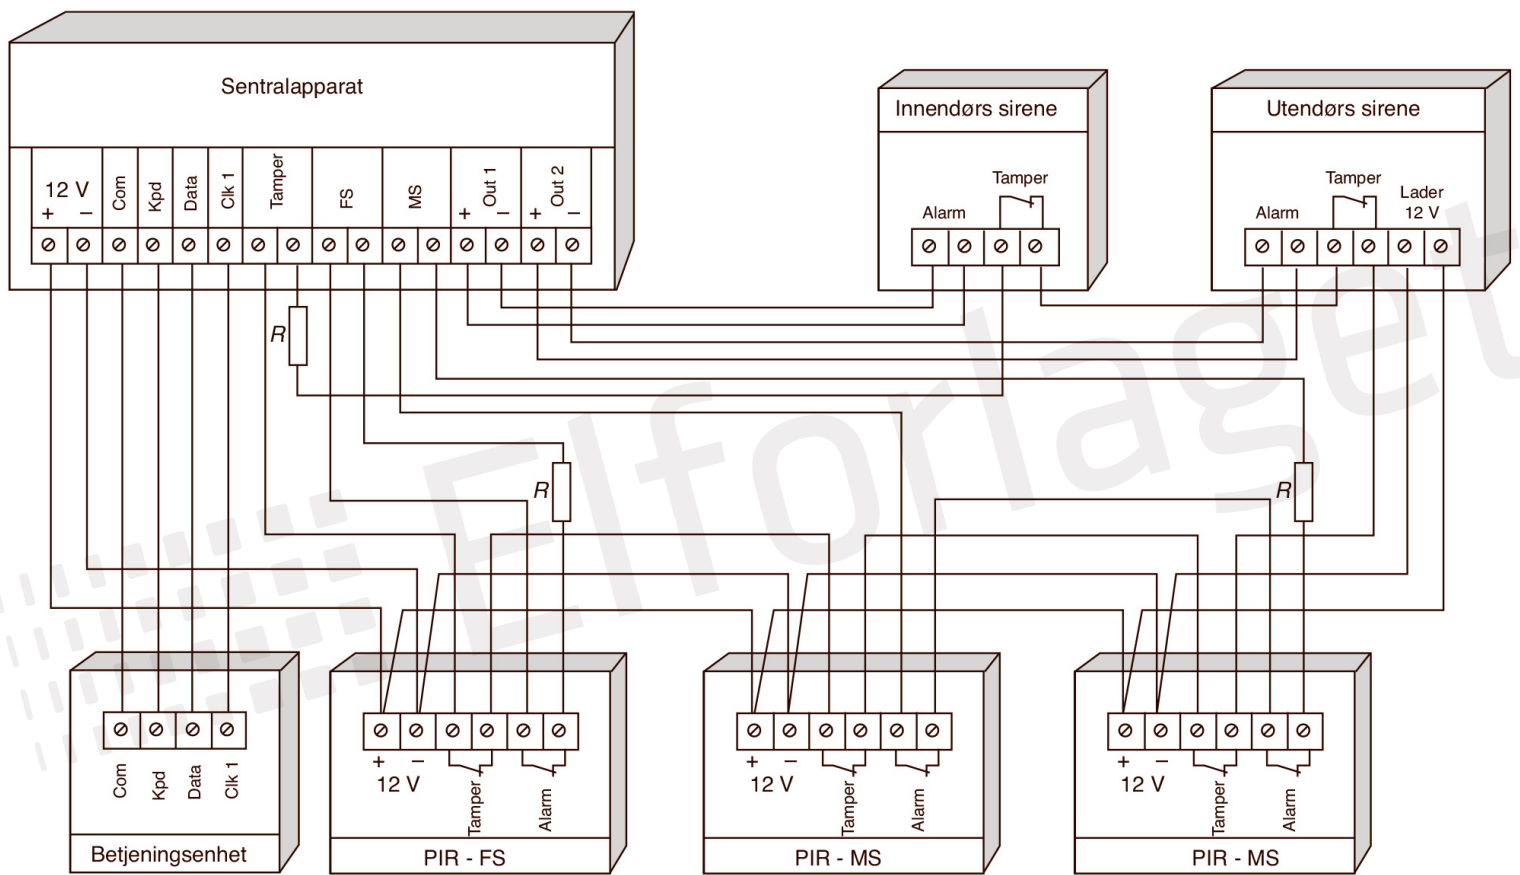 Sentralapparat
12 V
+ −
Com
Kpd
Data
Clk 1
Tamper
FS
MS
Out 1
+ −
Out 2
+ −
Innendørs sirene
Alarm
Tamper
Utendørs sirene
Alarm
Tamper
Lader
12 V
R
R
R
Elforlaget
Com
Kpd
Data
Clk 1
Betjeningsenhet
+ −
12 V
Tamper
Alarm
PIR - FS
+ −
12 V
Tamper
Alarm
PIR - MS
+ −
12 V
Tamper
Alarm
PIR - MS